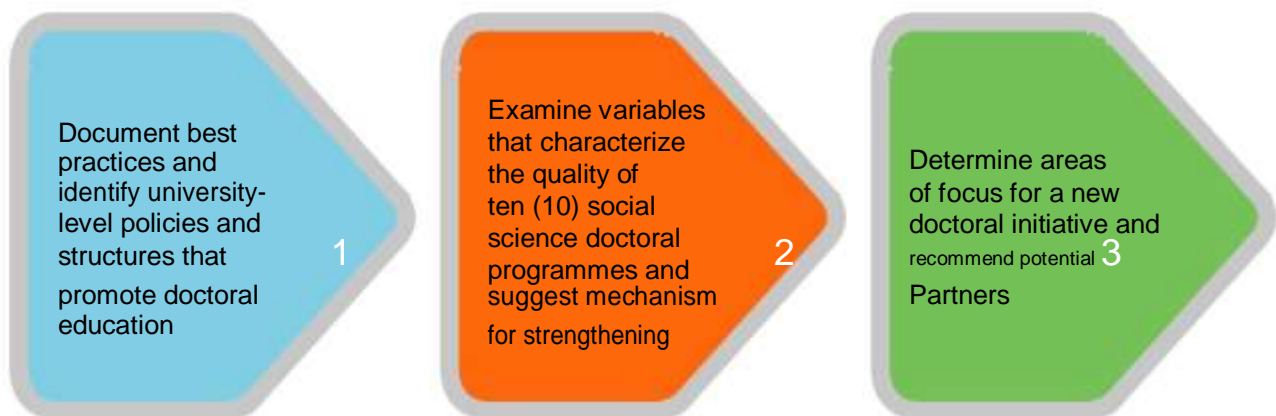 Document best
practices and
identify university-
level policies and
structures that 1
promote doctoral
education
Examine variables
that characterize
the quality of
ten (10) social
science doctoral 2
programmes and
suggest mechanism
for strengthening
Determine areas
of focus for a new
doctoral initiative and
recommend potential 3
Partners